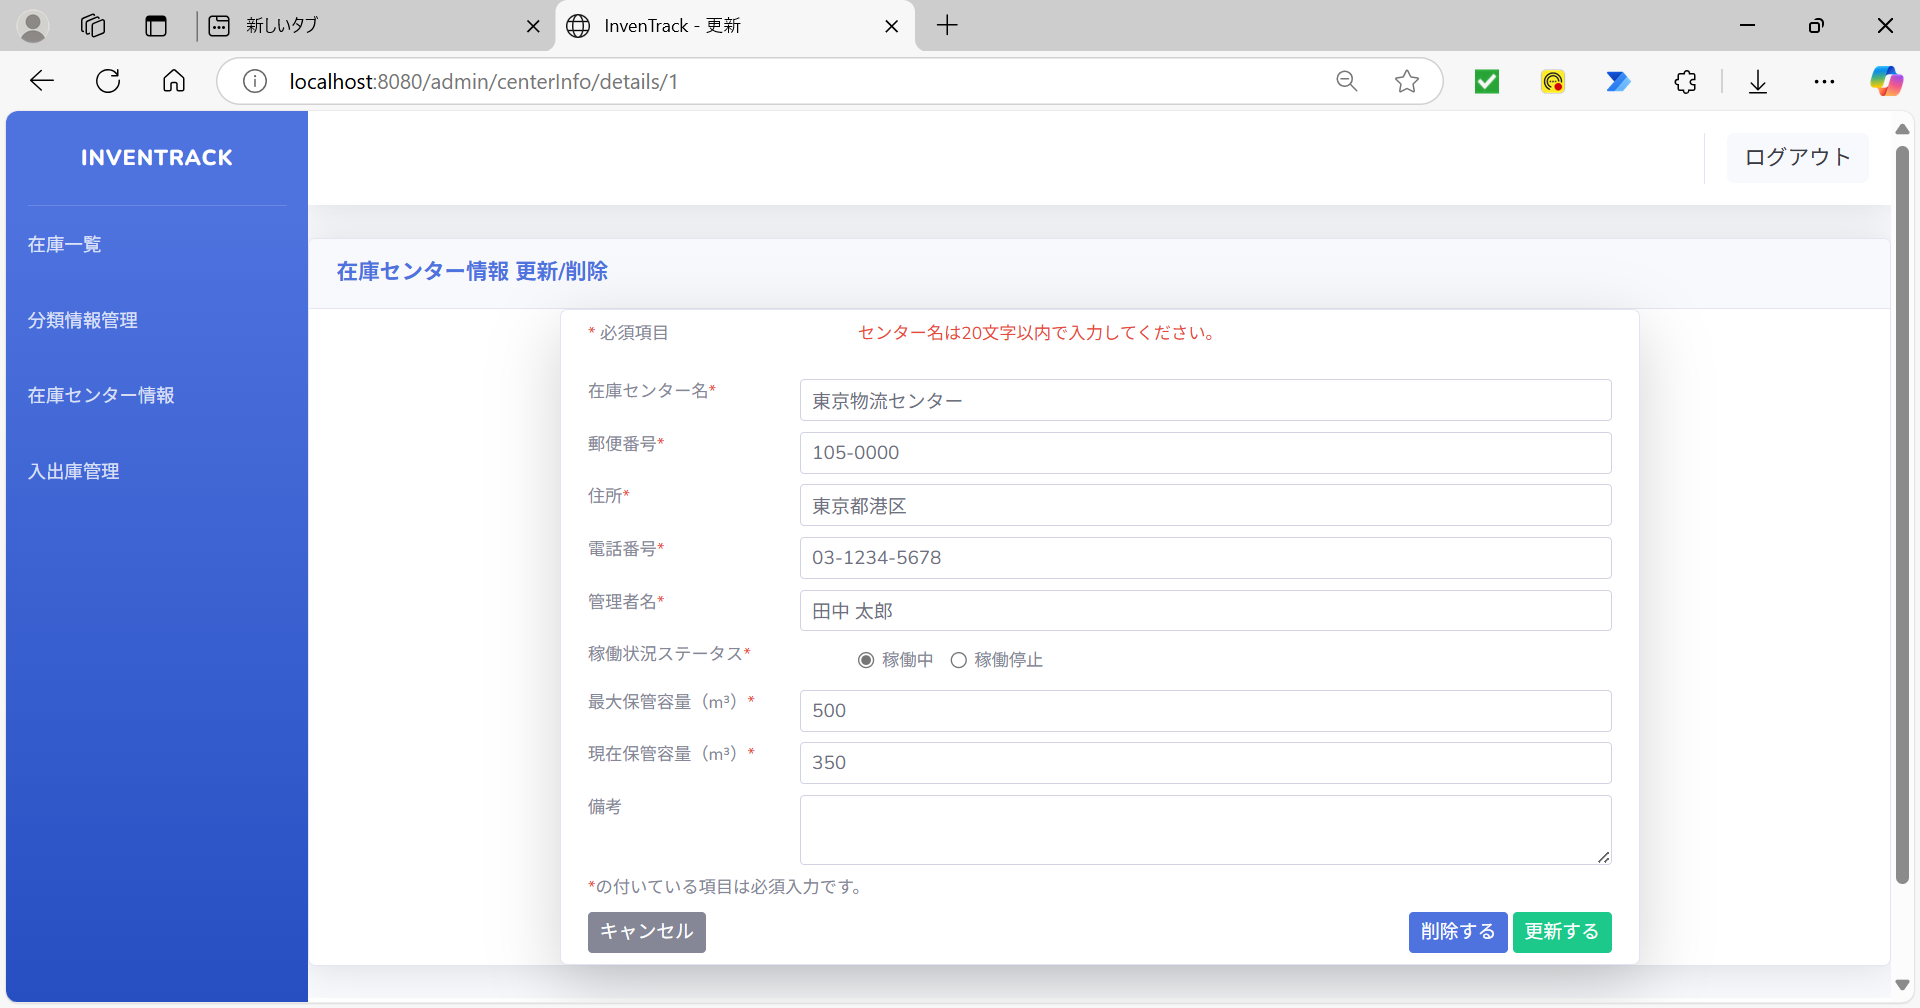 新しいタブ
InvenTrack - 更新
localhost:8080/admin/centerInfo/details/1
INVENTRACK
ログアウト
在庫一覧
分類情報管理
在庫センター情報
入出庫管理
在庫センター情報 更新/削除
* 必須項目
センター名は20文字以内で入力してください。
在庫センター名*
東京物流センター
郵便番号*
105-0000
住所*
東京都港区
電話番号*
03-1234-5678
管理者名*
田中 太郎
稼働状況ステータス*
稼働中 稼働停止
最大保管容量（m³）*
500
現在保管容量（m³）*
350
備考
*の付いている項目は必須入力です。
キャンセル
削除する
更新する